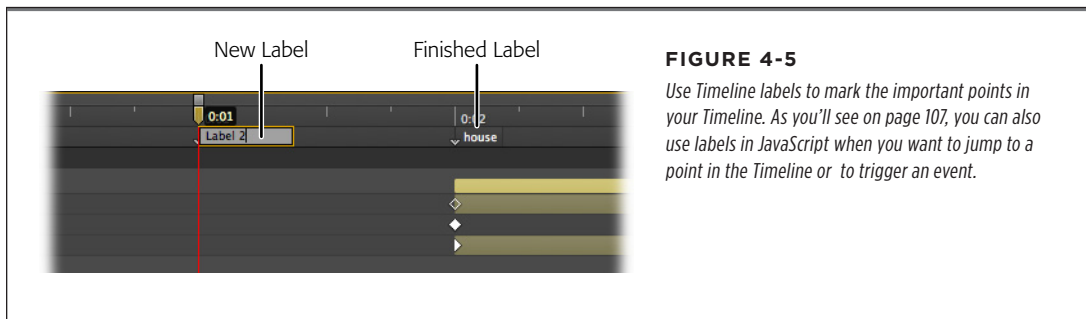 New Label
Finished Label
0:01
0:02
Label 2
house
FIGURE 4-5
Use Timeline labels to mark the important points in
your Timeline. As you'll see on page 107, you can also
use labels in JavaScript when you want to jump to a
point in the Timeline or to trigger an event.